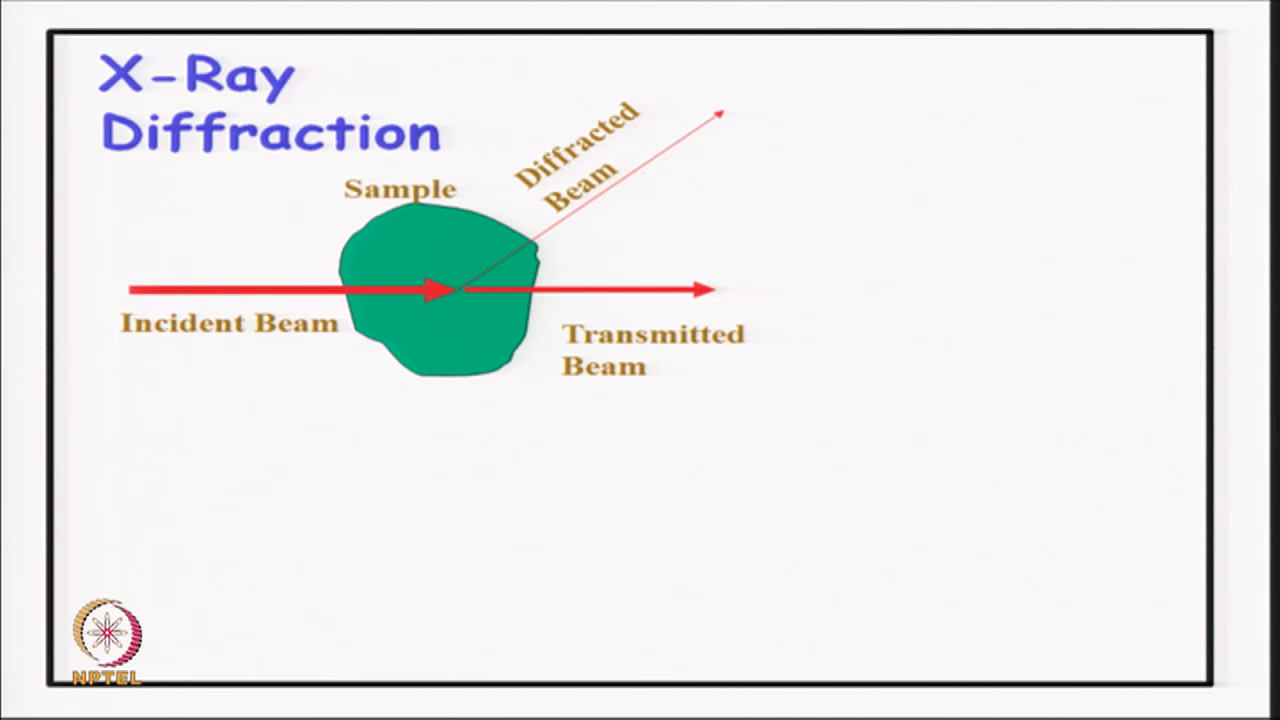 X-Ray
Diffraction
Diffracted
Beam
Sample
Incident Beam
Transmitted
Beam
NPTEL